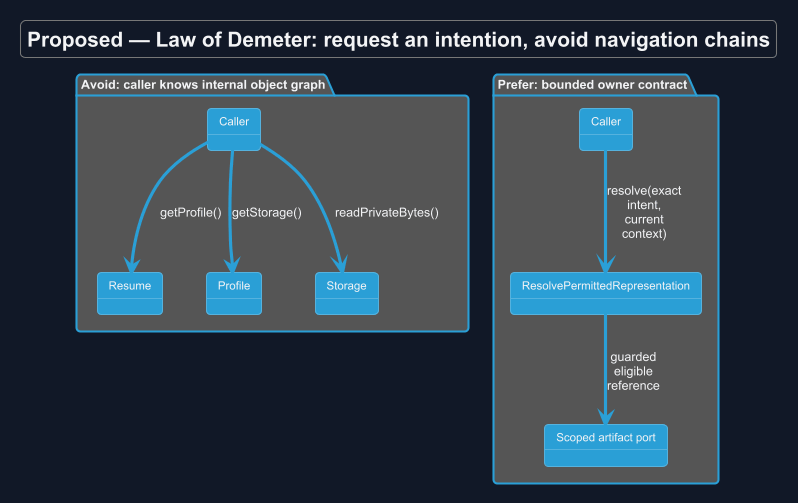 Proposed — Law of Demeter: request an intention, avoid navigation chains
Avoid: caller knows internal object graph
Caller
getProfile()
getStorage()
readPrivateBytes()
Resume
Profile
Storage
Prefer: bounded owner contract
Caller
resolve(exact
intent,
current
context)
ResolvePermittedRepresentation
guarded
eligible
reference
Scoped artifact port